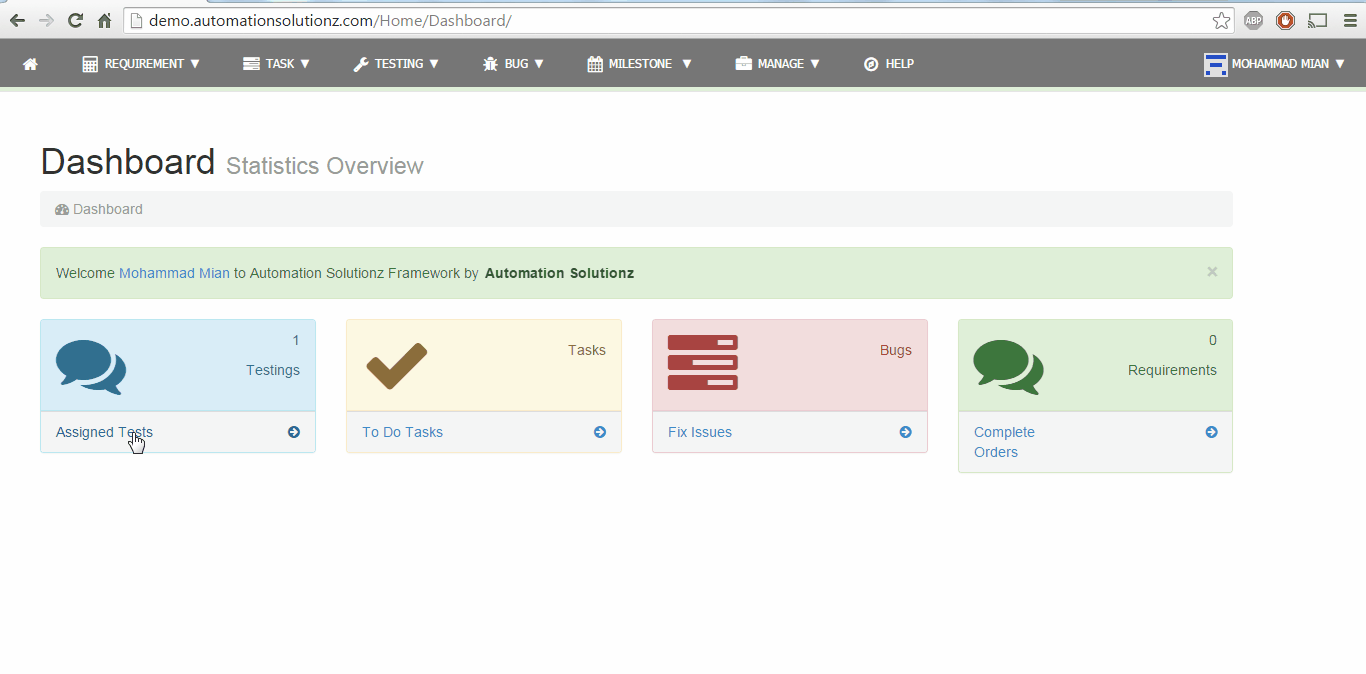 demo.automationsolutionz.com/Home/Dashboard/
ABP
REQUIREMENT ▼ TASK ▼ TESTING ▼ BUG ▼ MILESTONE ▼ MANAGE ▼ HELP MOHAMMAD MIAN ▼
Dashboard Statistics Overview
Dashboard
Welcome Mohammad Mian to Automation Solutionz Framework by Automation Solutionz ×
1
Testings
Assigned Tests
Tasks
To Do Tasks
Bugs
Fix Issues
0
Requirements
Complete
Orders